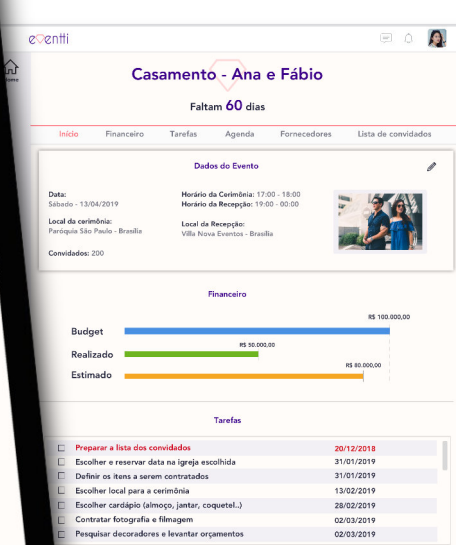 eventti
Home
Casamento - Ana e Fábio
Faltam 60 dias
Início Financeiro Tarefas Agenda Fornecedores Lista de convidados
Dados do Evento
Data:
Sábado - 13/04/2019
Horário da Cerimônia: 17:00 - 18:00
Horário da Recepção: 19:00 - 00:00
Local da cerimônia:
Paróquia São Paulo - Brasília
Local da Recepção:
Villa Nova Eventos - Brasília
Convidados: 200
Financeiro
R$ 100.000,00
Budget
R$ 50.000,00
Realizado
R$ 80.000,00
Estimado
Tarefas
Preparar a lista dos convidados 20/12/2018
Escolher e reservar data na igreja escolhida 31/01/2019
Definir os itens a serem contratados 31/01/2019
Escolher local para a cerimônia 13/02/2019
Escolher cardápio (almoço, jantar, coquetel..) 28/02/2019
Contratar fotografia e filmagem 02/03/2019
Pesquisar decoradores e levantar orçamentos 02/03/2019